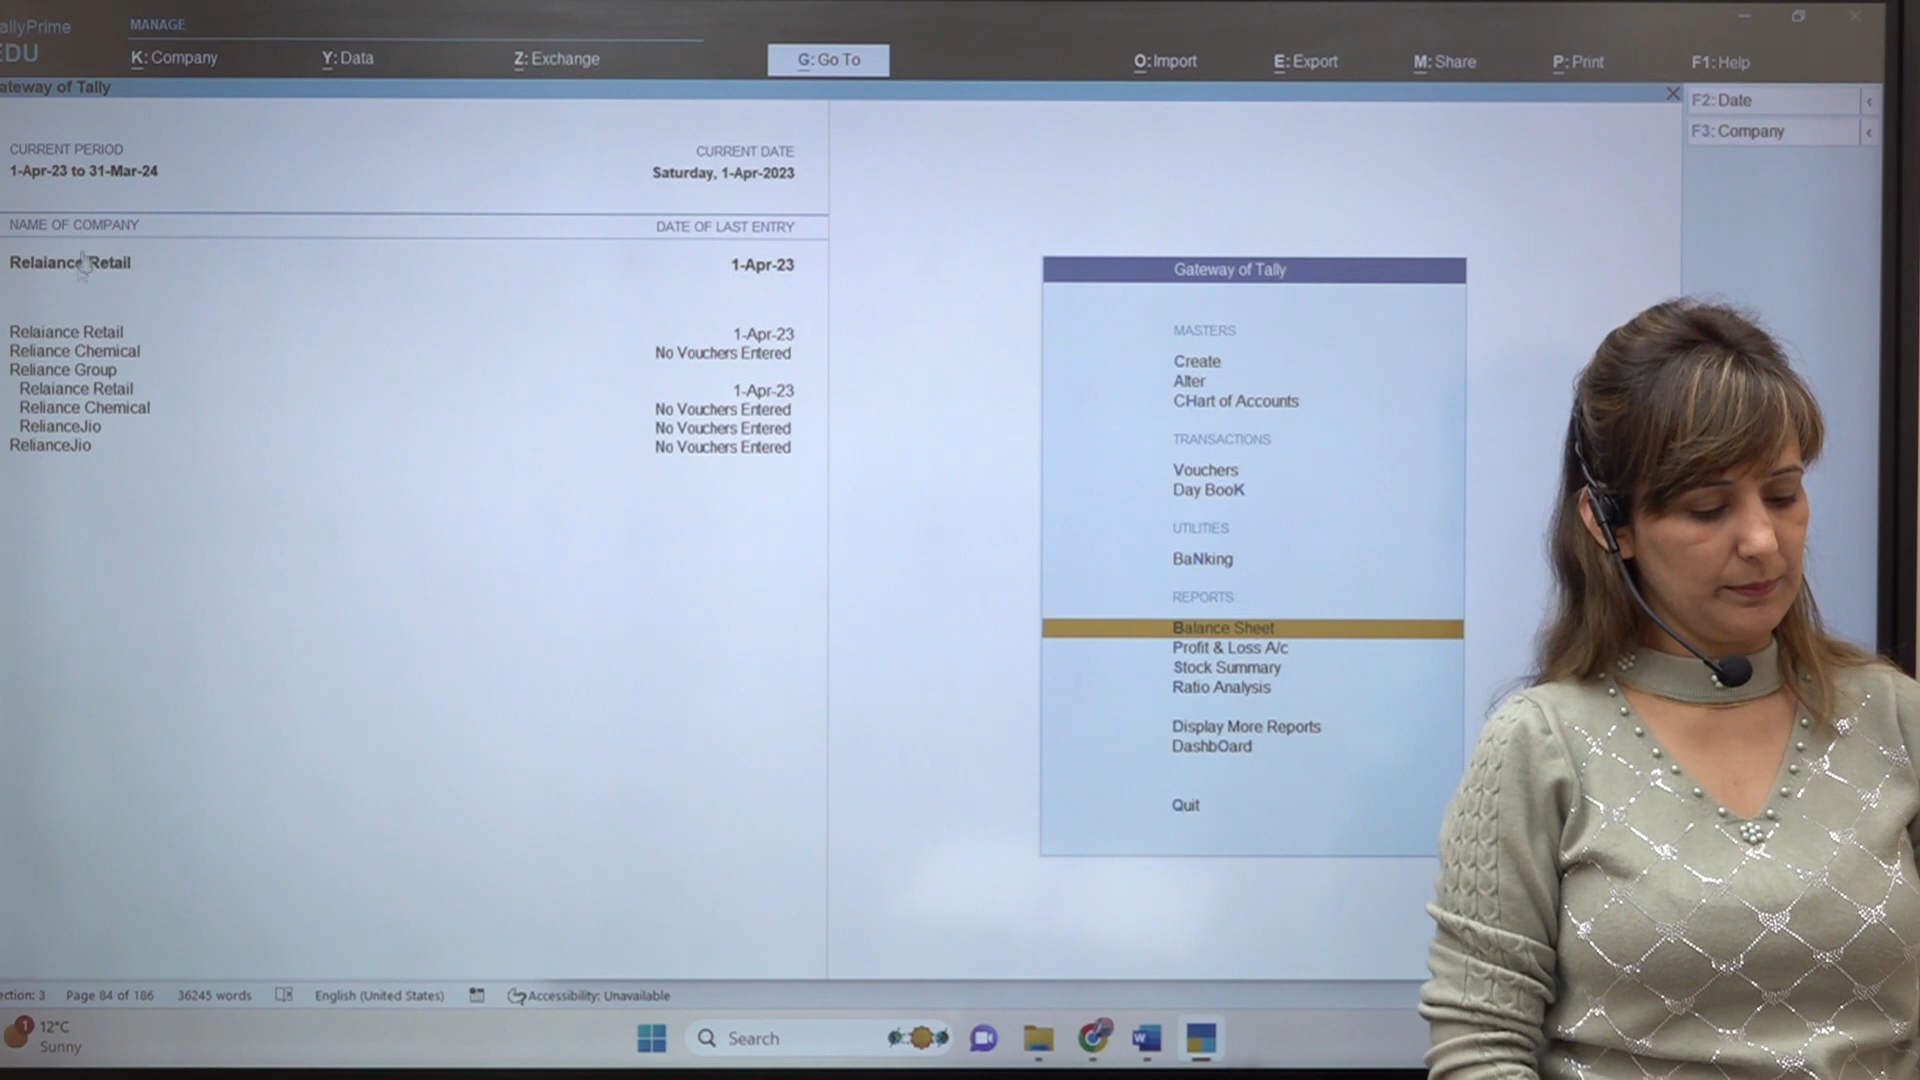 allyPrime
MANAGE
EDU
K: Company
Y: Data
Z: Exchange
G: Go To
O: Import
E: Export
M: Share
P: Print
F1: Help
ateway of Tally
F2: Date
F3: Company
CURRENT PERIOD
CURRENT DATE
1-Apr-23 to 31-Mar-24
Saturday, 1-Apr-2023
NAME OF COMPANY
DATE OF LAST ENTRY
Relaiance Retail
1-Apr-23
Relaiance Retail
1-Apr-23
Reliance Chemical
No Vouchers Entered
Reliance Group
Relaiance Retail
1-Apr-23
Reliance Chemical
No Vouchers Entered
RelianceJio
No Vouchers Entered
RelianceJio
No Vouchers Entered
Gateway of Tally
MASTERS
Create
Alter
CHart of Accounts
TRANSACTIONS
Vouchers
Day BooK
UTILITIES
BaNking
REPORTS
Balance Sheet
Profit & Loss A/c
Stock Summary
Ratio Analysis
Display More Reports
DashbOard
Quit
ection: 3
Page 84 of 186
36245 words
English (United States)
Accessibility: Unavailable
1
12°C
Sunny
Search
W